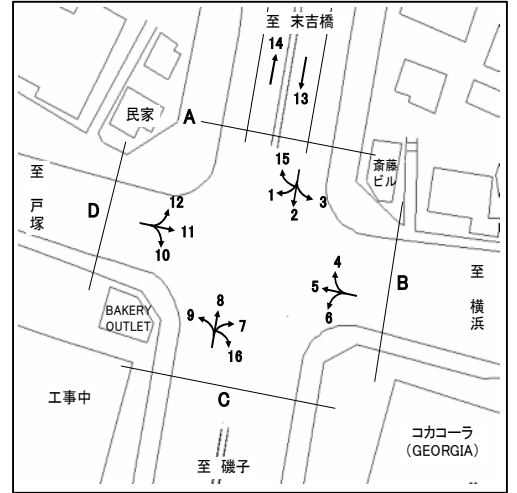 至 末吉橋
14
13
民家
A
15
斎藤
ビル
1
2
3
至
戸
塚
D
12
11
10
4
5
6
B
至
横
浜
BAKERY
OUTLET
9
8
7
16
工事中
C
コカコーラ
(GEORGIA)
至 磯子